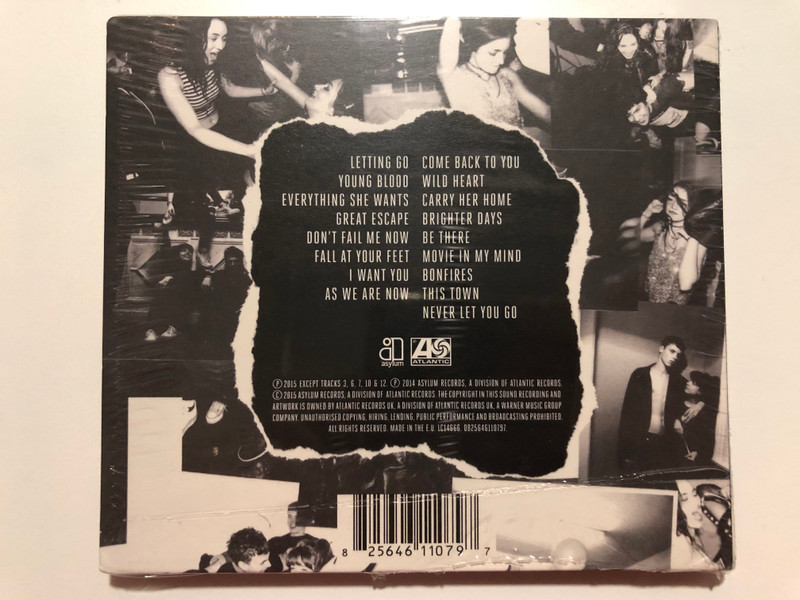 LETTING GO COME BACK TO YOU
YOUNG BLOOD WILD HEART
EVERYTHING SHE WANTS CARRY HER HOME
GREAT ESCAPE BRIGHTER DAYS
DON'T FAIL ME NOW BE THERE
FALL AT YOUR FEET MOVIE IN MY MIND
I WANT YOU BONFIRES
AS WE ARE NOW THIS TOWN
NEVER LET YOU GO
asylum ATLANTIC
Ⓟ 2015 EXCEPT TRACKS 3, 6, 7, 10 & 12, Ⓟ 2014 ASYLUM RECORDS, A DIVISION OF ATLANTIC RECORDS.
© 2015 ASYLUM RECORDS, A DIVISION OF ATLANTIC RECORDS. THE COPYRIGHT IN THIS SOUND RECORDING AND
ARTWORK IS OWNED BY ATLANTIC RECORDS UK, A DIVISION OF ATLANTIC RECORDS UK, A WARNER MUSIC GROUP
COMPANY. UNAUTHORISED COPYING, HIRING, LENDING, PUBLIC PERFORMANCE AND BROADCASTING PROHIBITED.
ALL RIGHTS RESERVED. MADE IN THE E.U. LC14666. 0825646110797.
8 25646 11079 7